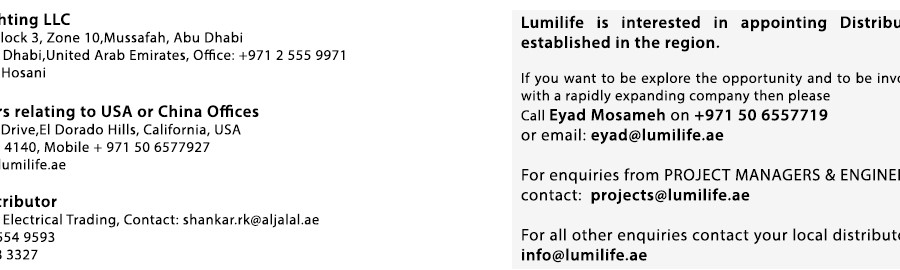 hting LLC
lock 3, Zone 10,Mussafah, Abu Dhabi
Dhabi,United Arab Emirates, Office: +971 2 555 9971
Hosani
rs relating to USA or China Offices
Drive,El Dorado Hills, California, USA
4140, Mobile + 971 50 6577927
lumilife.ae
tributor
Electrical Trading, Contact: shankar.rk@aljalal.ae
554 9593
3 3327
Lumilife is interested in appointing Distribu
established in the region.
If you want to be explore the opportunity and to be invo
with a rapidly expanding company then please
Call Eyad Mosameh on +971 50 6557719
or email: eyad@lumilife.ae
For enquiries from PROJECT MANAGERS & ENGINEE
contact: projects@lumilife.ae
For all other enquiries contact your local distribut
info@lumilife.ae